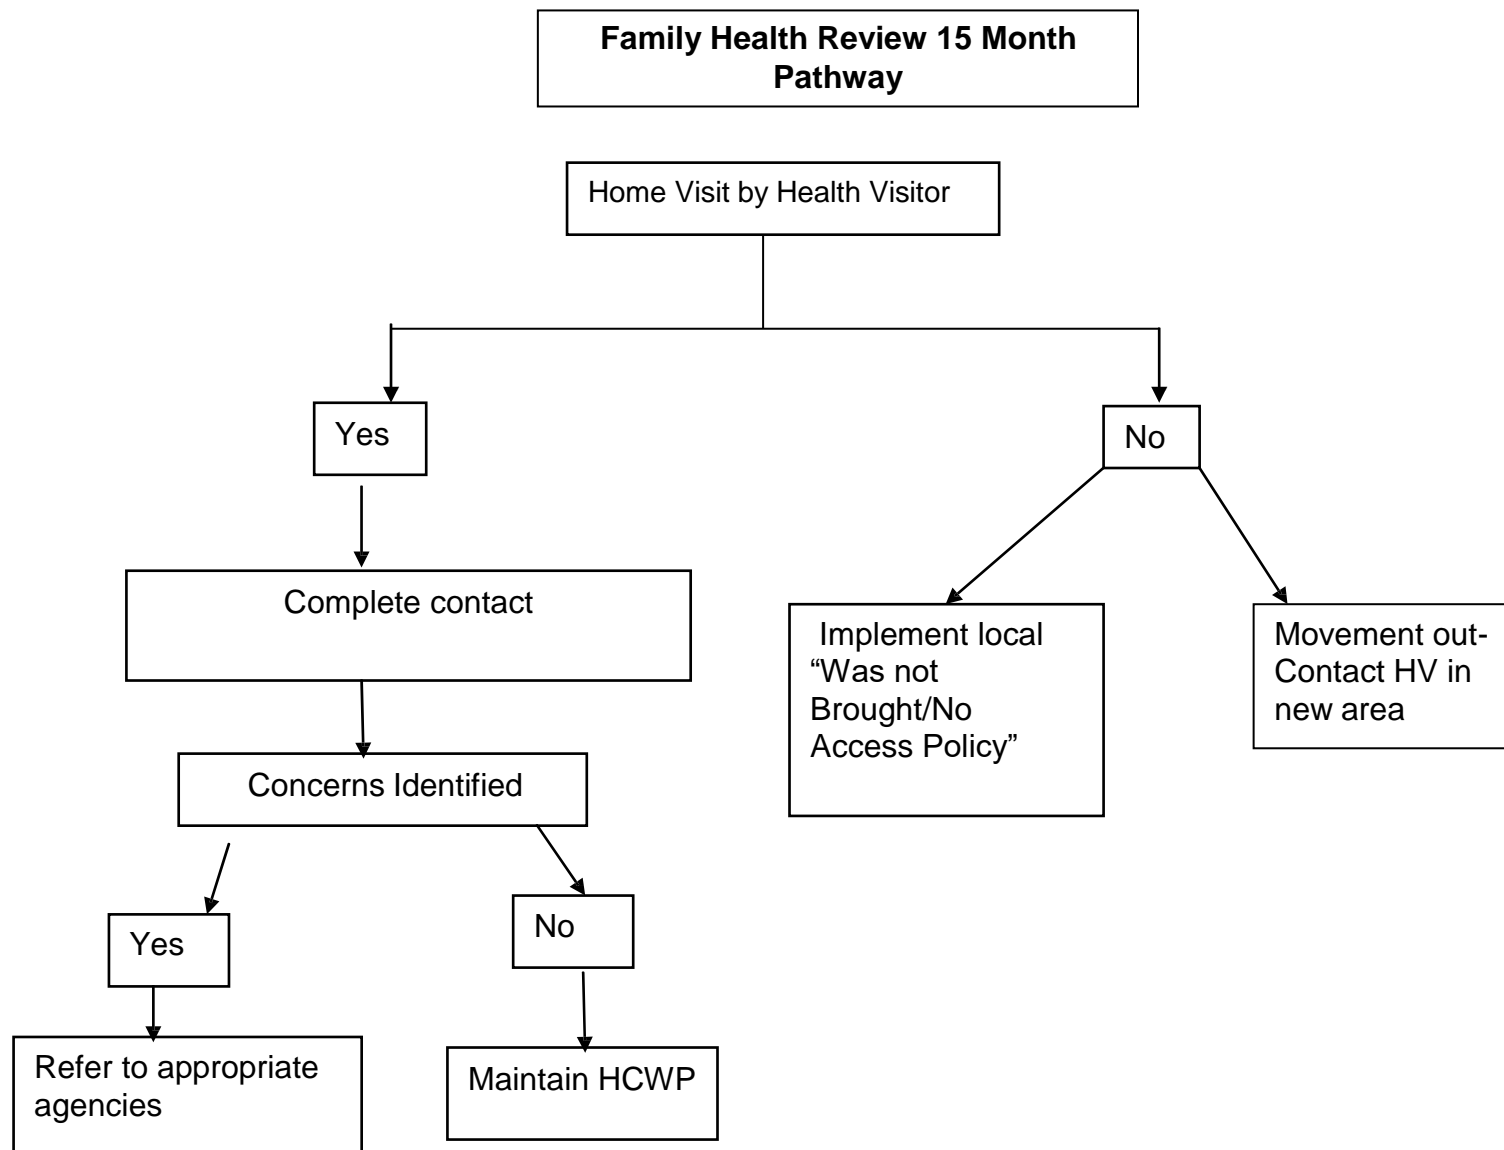 Family Health Review 15 Month
Pathway
Home Visit by Health Visitor
Yes
No
Complete contact
Implement local
“Was not
Brought/No
Access Policy”
Movement out-
Contact HV in
new area
Concerns Identified
Yes
No
Refer to appropriate
agencies
Maintain HCWP